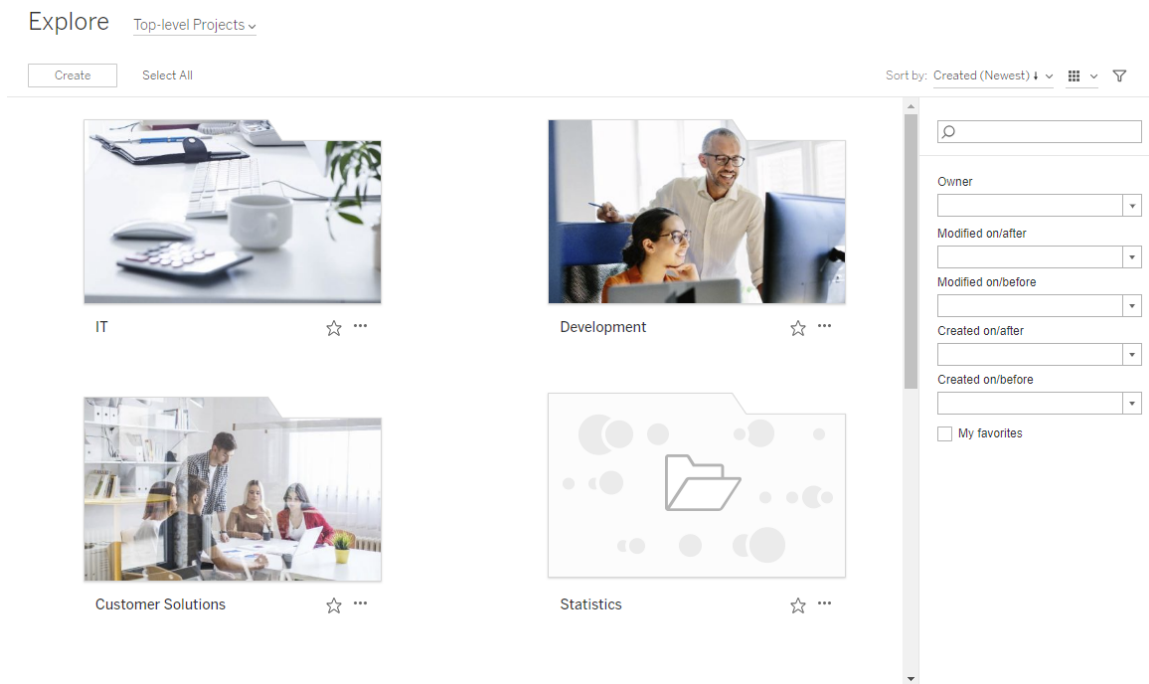 Explore Top-level Projects
Create Select All Sort by: Created (Newest)
IT
Development
Customer Solutions
Statistics
Owner
Modified on/after
Modified on/before
Created on/after
Created on/before
My favorites